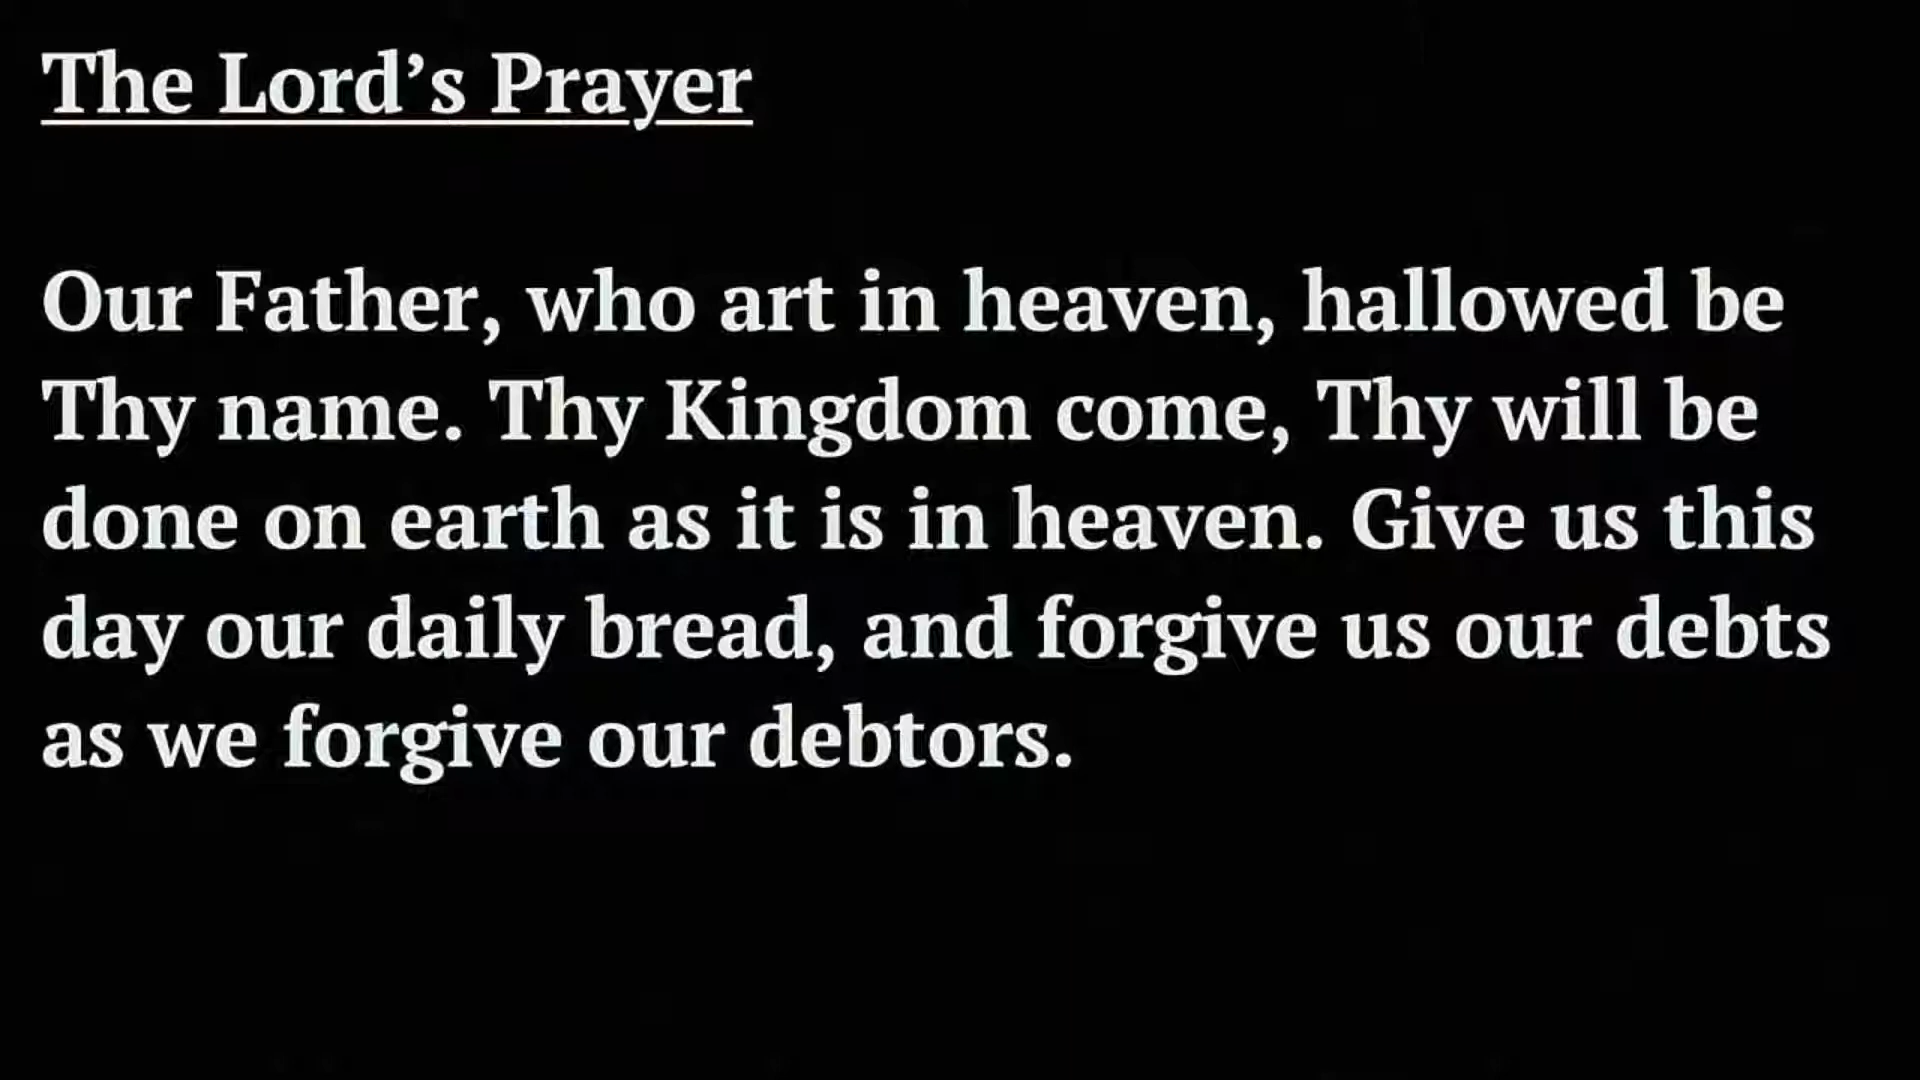 The Lord’s Prayer
Our Father, who art in heaven, hallowed be
Thy name. Thy Kingdom come, Thy will be
done on earth as it is in heaven. Give us this
day our daily bread, and forgive us our debts
as we forgive our debtors.